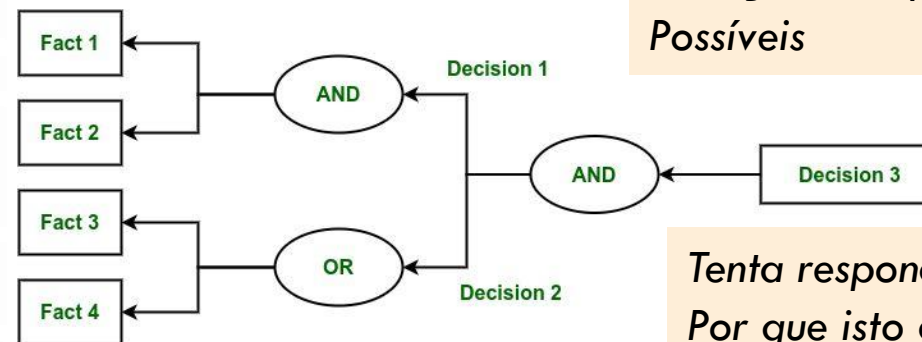 Possíveis
Fact 1
Decision 1
AND
Fact 2
AND
Decision 3
Fact 3
OR
Tenta
Decision 2
Fact 4
Por que isto